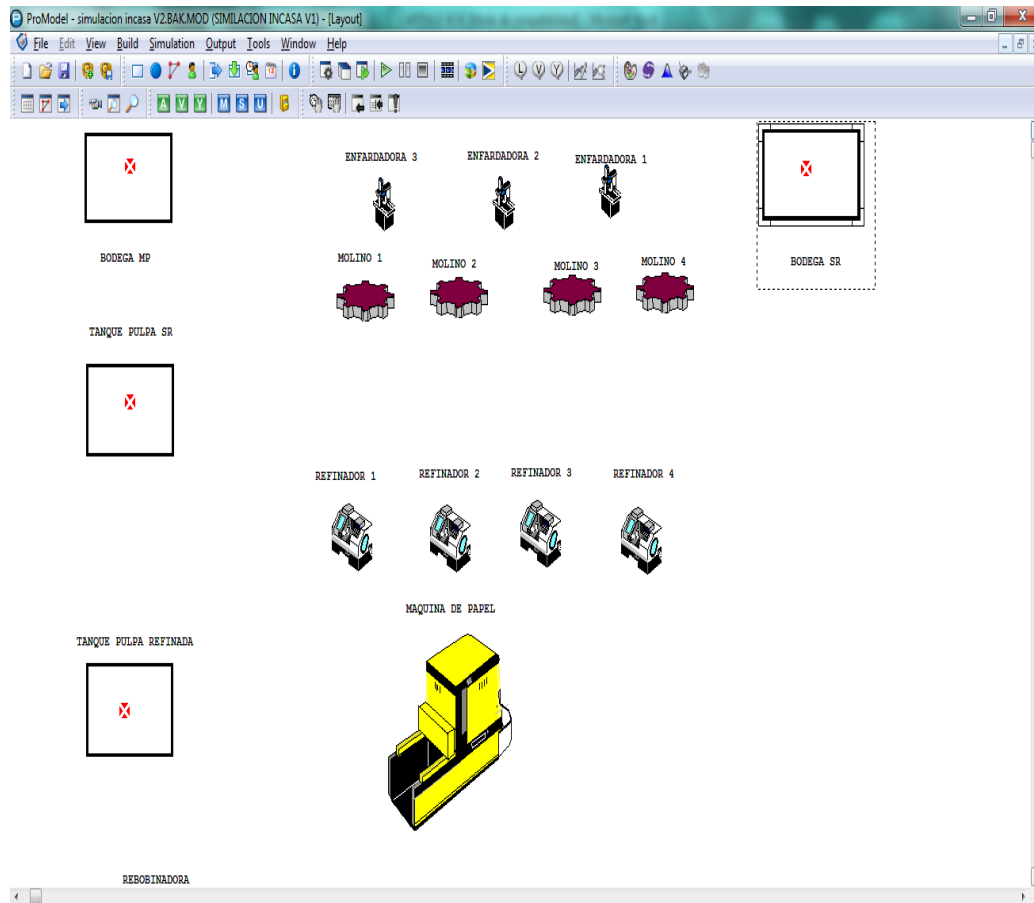 ProModel - simulacion incasa V2.BAK.MOD (SIMILACION INCASA V1) - [Layout]
File Edit View Build Simulation Output Tools Window Help
A V Y M S U
ENFARDADORA 3
ENFARDADORA 2
ENFARDADORA 1
BODEGA MP
MOLINO 1
MOLINO 2
MOLINO 3
MOLINO 4
BODEGA SR
TANQUE PULPA SR
REFINADOR 1
REFINADOR 2
REFINADOR 3
REFINADOR 4
MAQUINA DE PAPEL
TANQUE PULPA REFINADA
REBOBINADORA